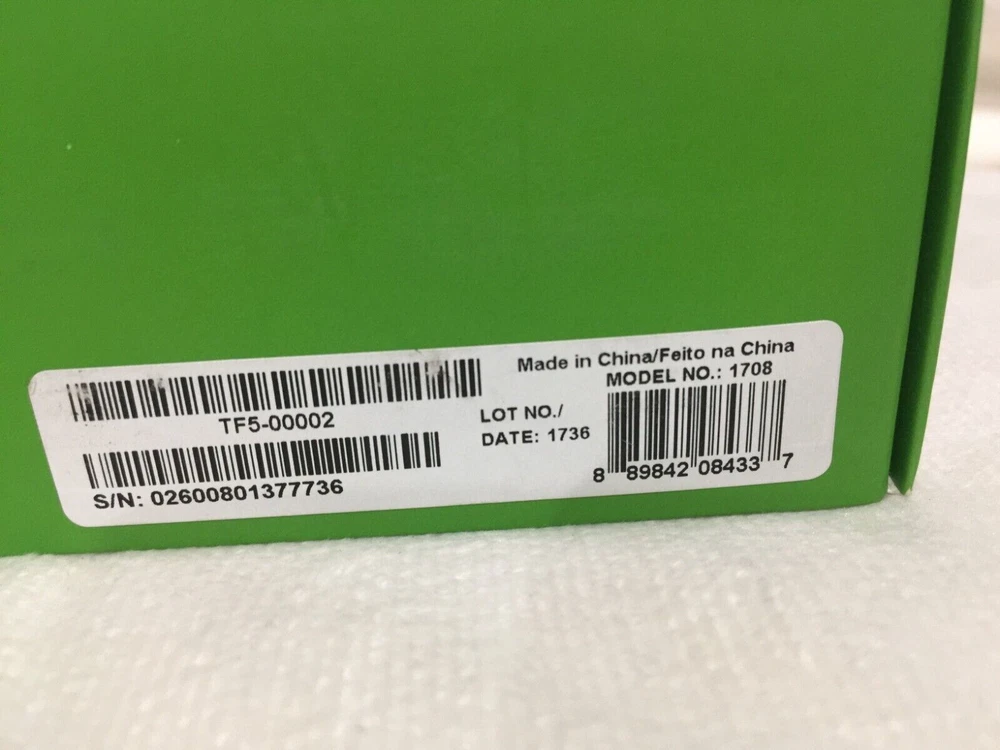 Made in China/Feito na China
MODEL NO.: 1708
TF5-00002
LOT NO./
DATE: 1736
8 89842 08433 7
S/N: 02600801377736